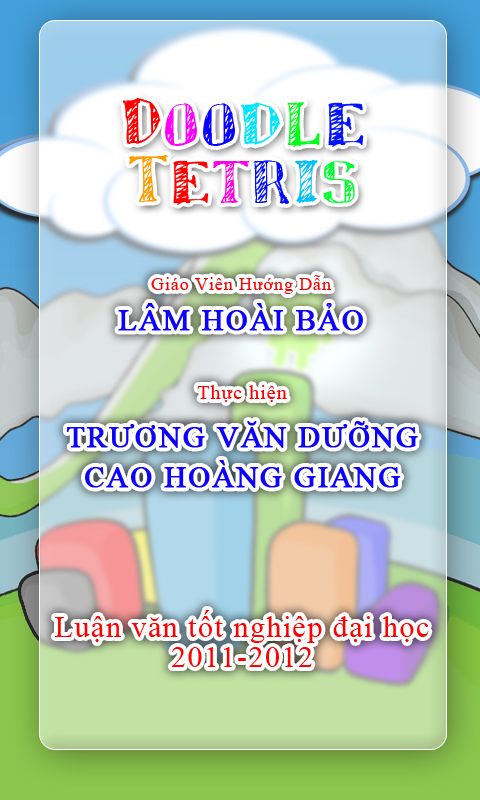 DOODLE
TETRIS
Giáo Viên Hướng Dẫn
LÂM HOÀI BẢO
Thực hiện
TRƯƠNG VĂN DƯỠNG
CAO HOÀNG GIANG
Luận văn tốt nghiệp đại học
2011-2012